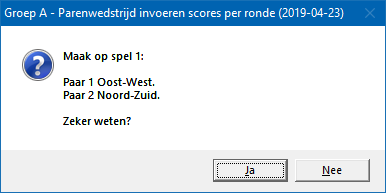 Groep A - Parenwedstrijd invoeren scores per ronde (2019-04-23)
Maak op spel 1:
Paar 1 Oost-West.
Paar 2 Noord-Zuid.
Zeker weten?
Ja
Nee